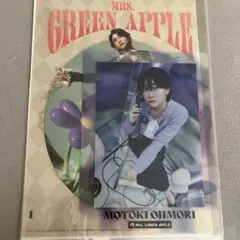 MRS.
GREEN APPLE
MOTOKI OHMORI
Mrs. GREEN APPLE